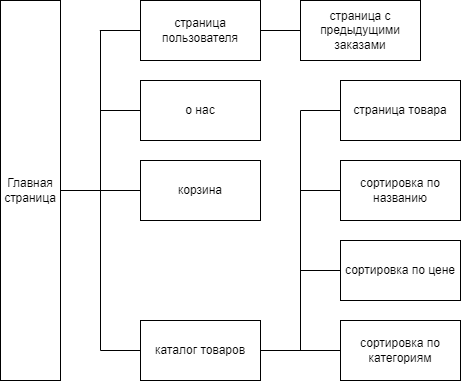 Главная
страница
страница
пользователя
страница с
предыдущими
заказами
о нас
страница товара
корзина
сортировка по
названию
сортировка по цене
каталог товаров
сортировка по
категориям